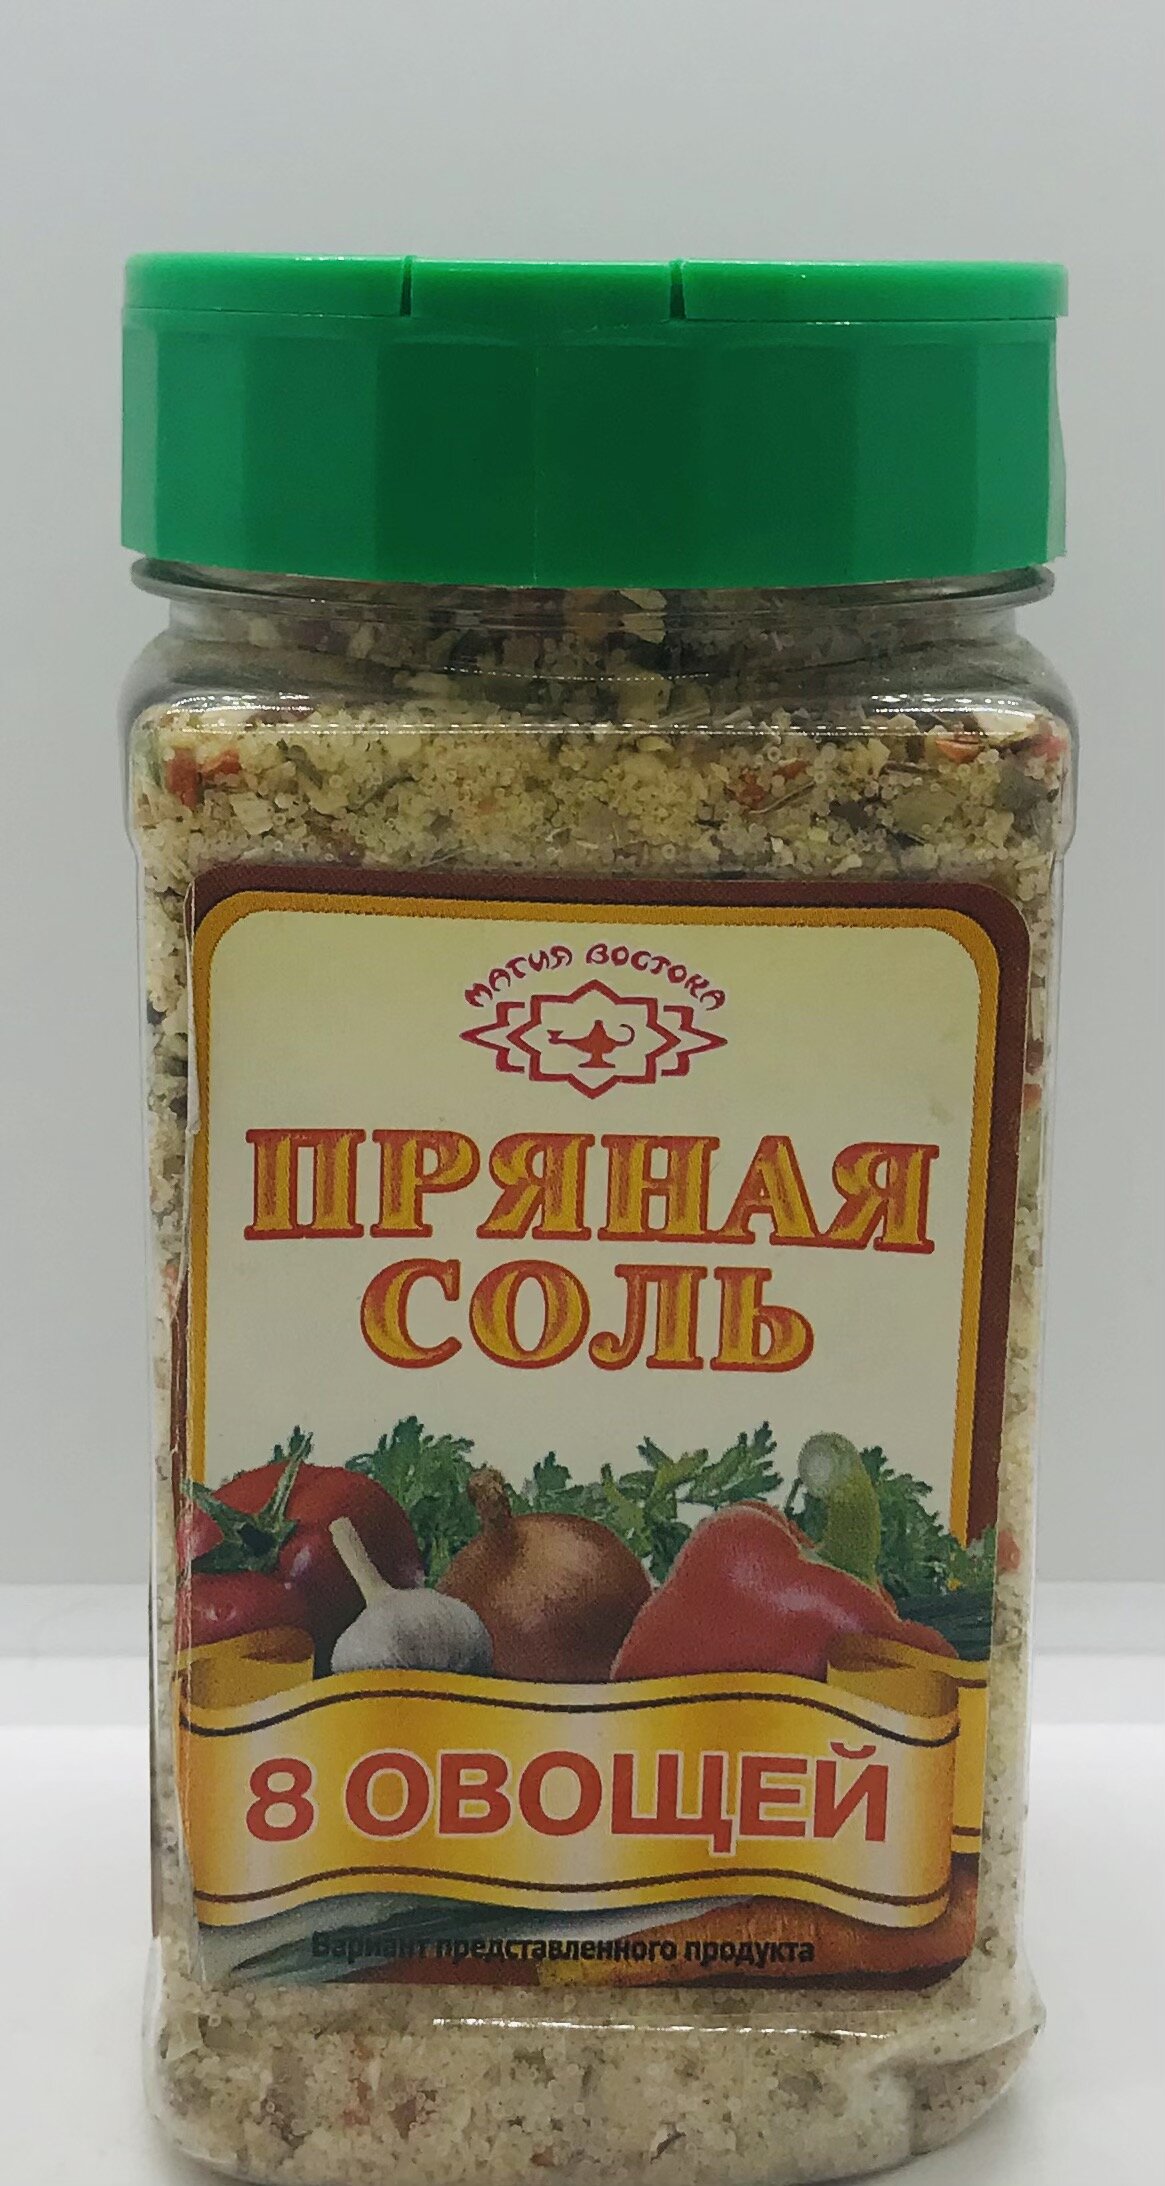 МАГИЯ ВОСТОКА
ПРЯНАЯ
СОЛЬ
8 ОВОЩЕЙ
Вариант представленного продукта